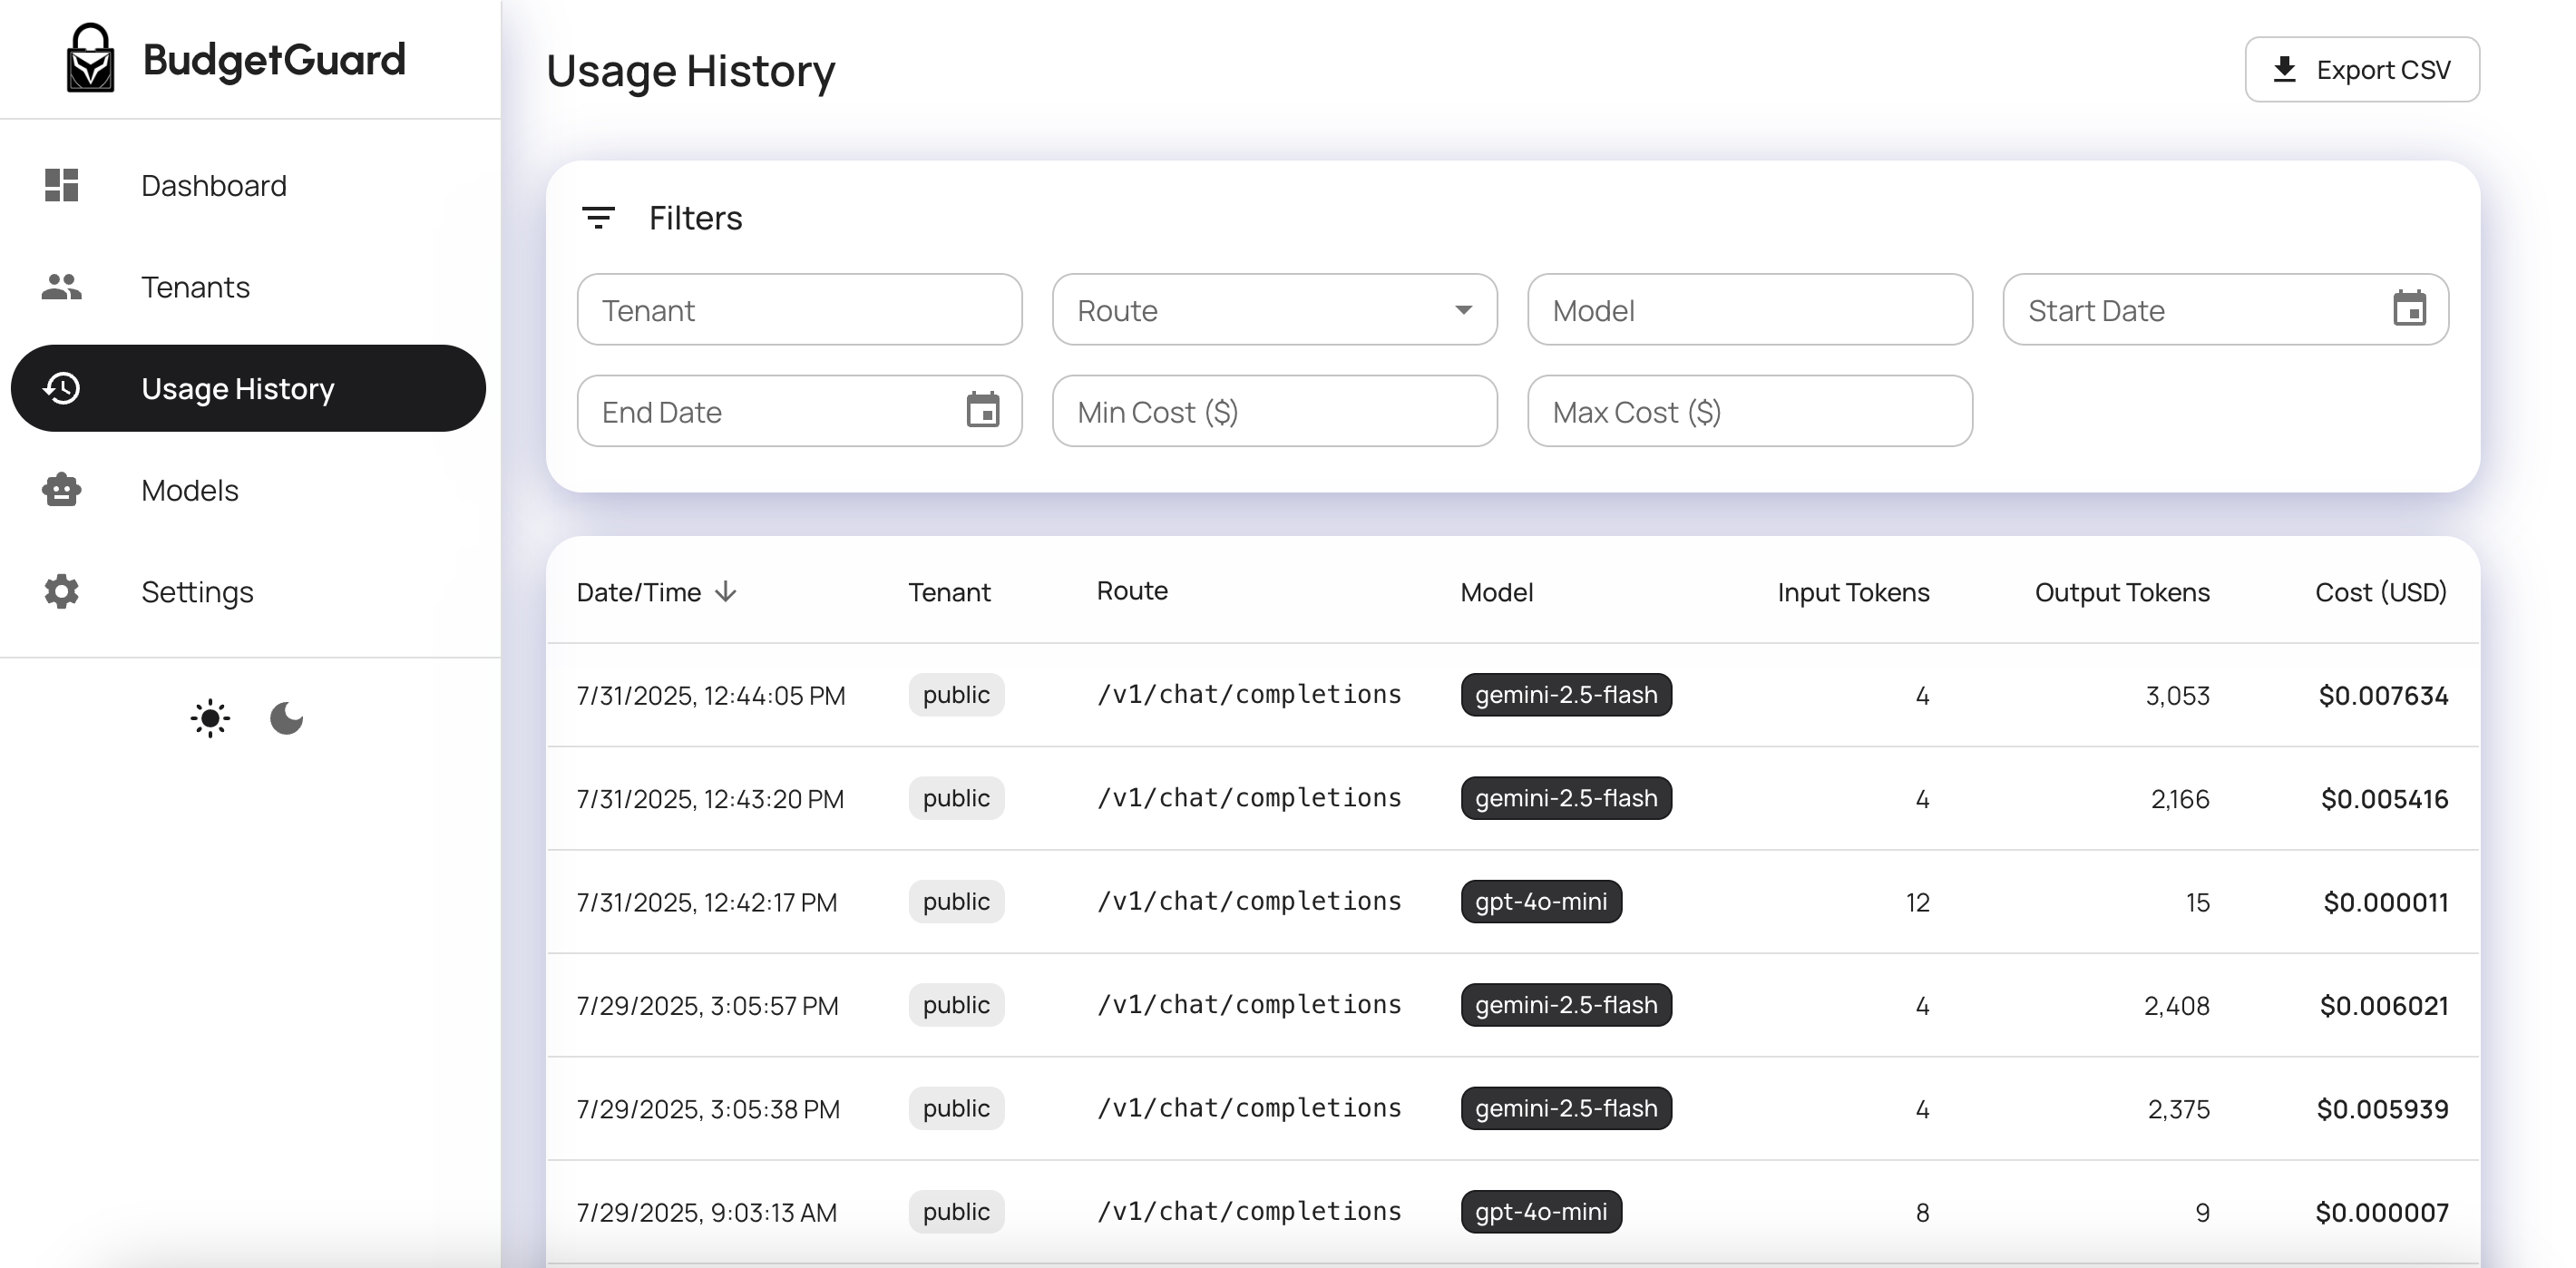 BudgetGuard
Dashboard
Tenants
Usage History
Models
Settings
Usage History
Export CSV
Filters
Tenant Route Model Start Date
End Date Min Cost ($) Max Cost ($)
Date/Time Tenant Route Model Input Tokens Output Tokens Cost (USD)
7/31/2025, 12:44:05 PM public /v1/chat/completions gemini-2.5-flash 4 3,053 $0.007634
7/31/2025, 12:43:20 PM public /v1/chat/completions gemini-2.5-flash 4 2,166 $0.005416
7/31/2025, 12:42:17 PM public /v1/chat/completions gpt-4o-mini 12 15 $0.000011
7/29/2025, 3:05:57 PM public /v1/chat/completions gemini-2.5-flash 4 2,408 $0.006021
7/29/2025, 3:05:38 PM public /v1/chat/completions gemini-2.5-flash 4 2,375 $0.005939
7/29/2025, 9:03:13 AM public /v1/chat/completions gpt-4o-mini 8 9 $0.000007